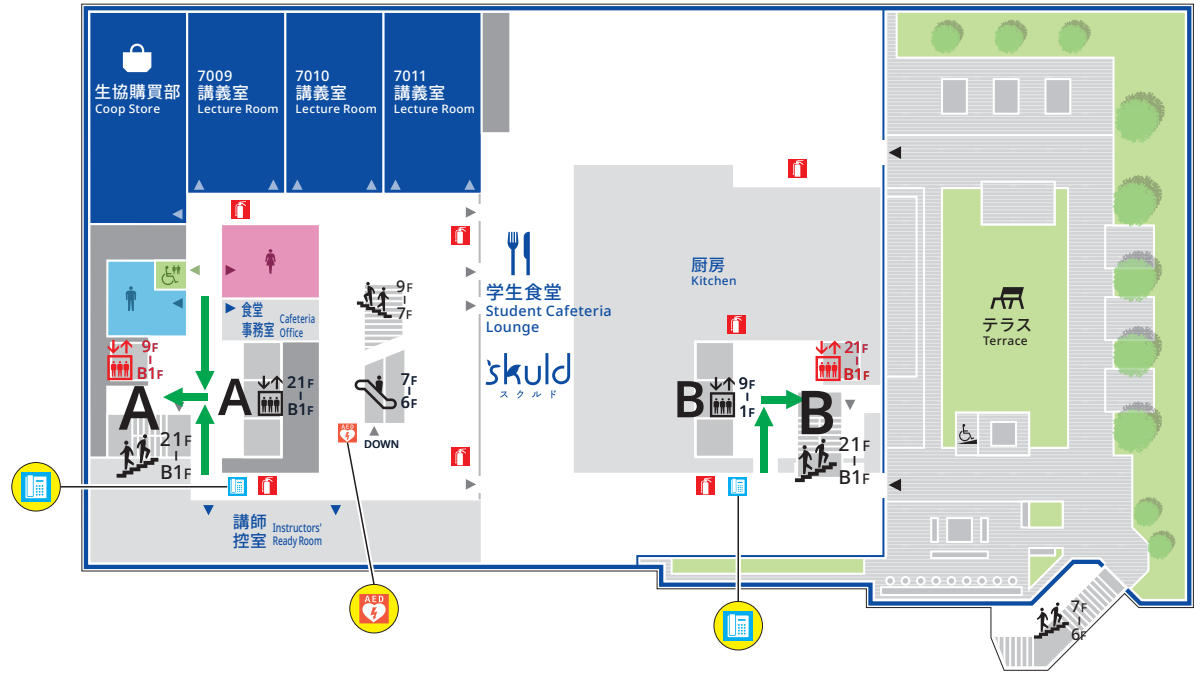 生協購買部
Coop Store
7009
講義室
Lecture Room
7010
講義室
Lecture Room
7011
講義室
Lecture Room
食堂
事務室
Cafeteria
Office
9F
7F
学生食堂
Student Cafeteria
Lounge
skuld
スクルド
厨房
Kitchen
テラス
Terrace
9F
B1F
A
A
21F
B1F
21F
B1F
7F
6F
DOWN
AED
B
9F
1F
21F
B1F
B
21F
B1F
講師
控室
Instructors'
Ready Room
AED
7F
6F